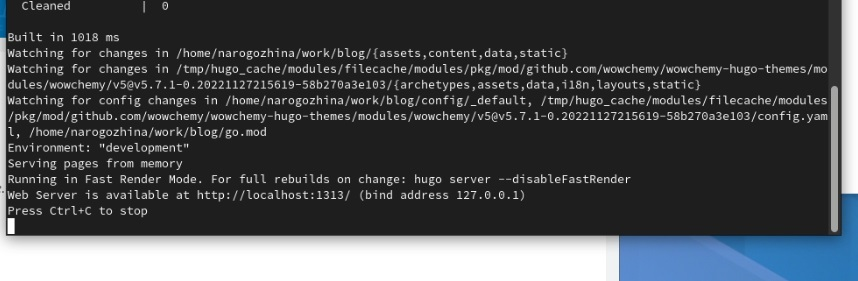 Cleaned | 0
Built in 1018 ms
Watching for changes in /home/narogozhina/work/blog/{assets,content,data,static}
Watching for changes in /tmp/hugo_cache/modules/filecache/modules/pkg/mod/github.com/wowchemy/wowchemy-hugo-themes/mo
dules/wowchemy/v5@v5.7.1-0.20221127215619-58b270a3e103/{archetypes,assets,data,i18n,layouts,static}
Watching for config changes in /home/narogozhina/work/blog/config/_default, /tmp/hugo_cache/modules/filecache/modules
/pkg/mod/github.com/wowchemy/wowchemy-hugo-themes/modules/wowchemy/v5@v5.7.1-0.20221127215619-58b270a3e103/config.yam
l, /home/narogozhina/work/blog/go.mod
Environment: "development"
Serving pages from memory
Running in Fast Render Mode. For full rebuilds on change: hugo server --disableFastRender
Web Server is available at http://localhost:1313/ (bind address 127.0.0.1)
Press Ctrl+C to stop